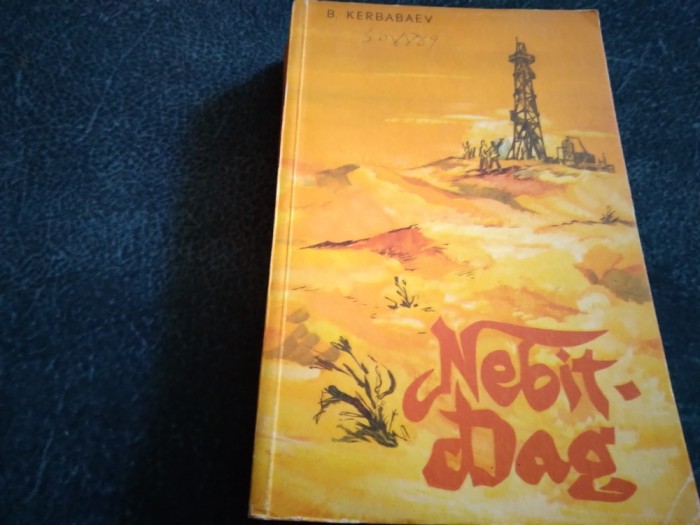 B. KERBABAEV
Nebit-
Dag